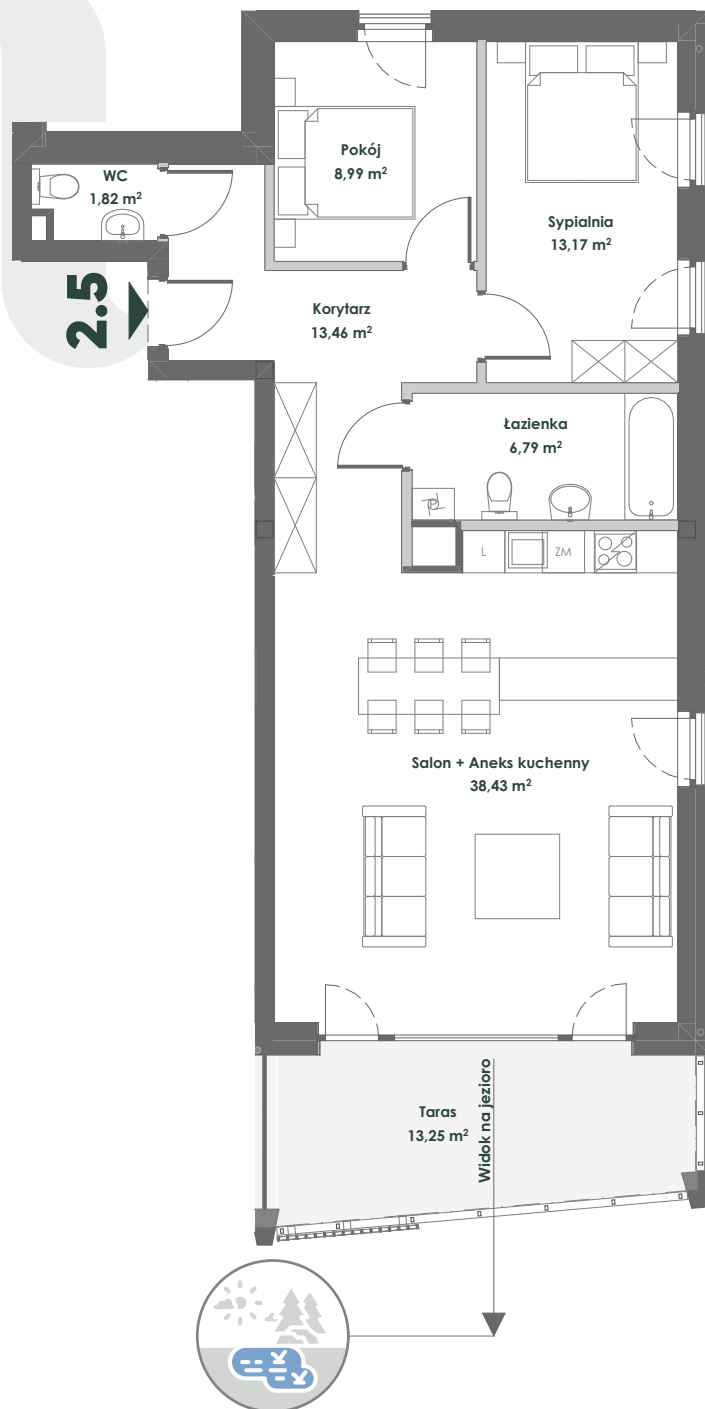 Pokój
8,99 m²
WC
1,82 m²
Sypialnia
13,17 m²
2.5
Korytarz
13,46 m²
Łazienka
6,79 m²
L
ZM
Salon + Aneks kuchenny
38,43 m²
Taras
13,25 m²
Widok na jezioro